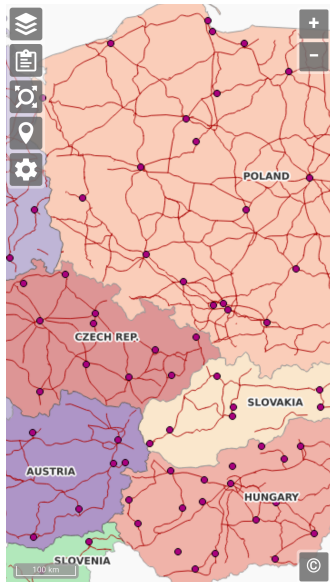 +
−
POLAND
CZECH REP.
SLOVAKIA
AUSTRIA
HUNGARY
SLOVENIA
100 km
©